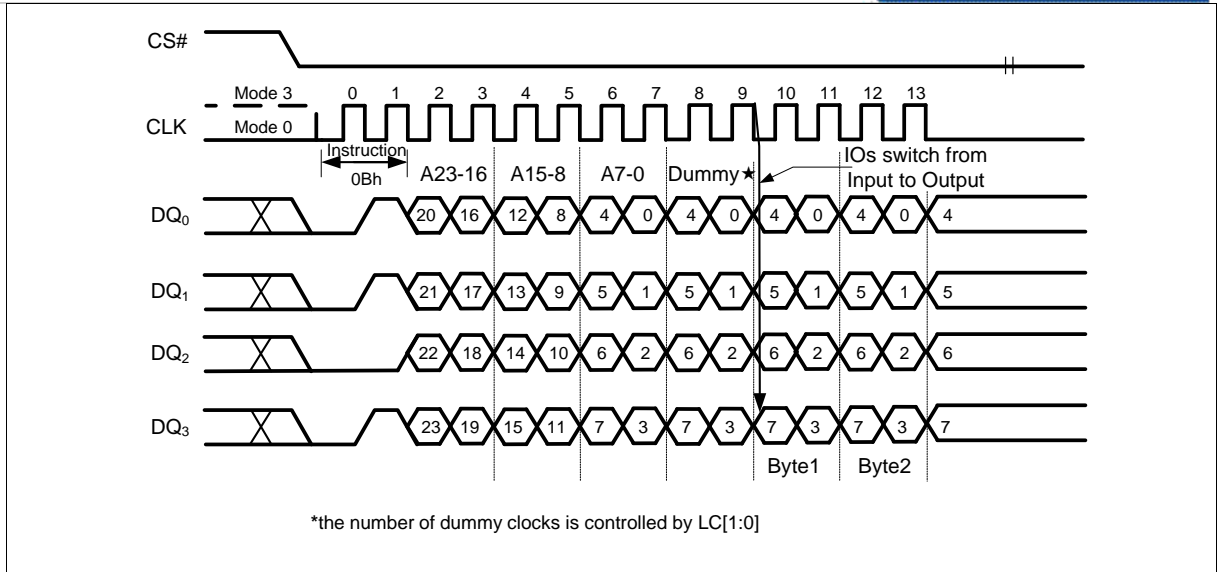 CS#
Mode 3 0 1 2 3 4 5 6 7 8 9 10 11 12 13
CLK Mode 0
Instruction IOs switch from
0Bh A23-16 A15-8 A7-0 Dummy★ Input to Output
DQ0 20 16 12 8 4 0 4 0 4 0 4 0 4
DQ1 21 17 13 9 5 1 5 1 5 1 5 1 5
DQ2 22 18 14 10 6 2 6 2 6 2 6 2 6
DQ3 23 19 15 11 7 3 7 3 7 3 7 3 7
Byte1 Byte2
*the number of dummy clocks is controlled by LC[1:0]